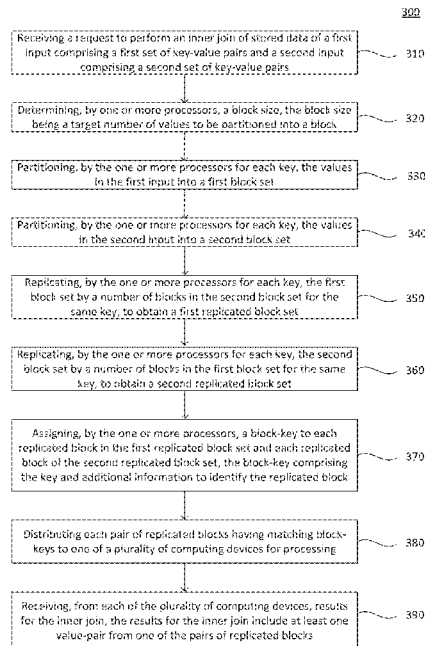 300
Receiving a request to perform an inner join of stored data of a first
input comprising a first set of key-value pairs and a second input
comprising a second set of key-value pairs
310
Determining, by one or more processors, a block size, the block size
being a target number of values to be partitioned into a block
320
Partitioning, by the one or more processors for each key, the values
in the first input into a first block set
330
Partitioning, by the one or more processors for each key, the values
in the second input into a second block set
340
Replicating, by the one or more processors for each key, the first
block set by a number of blocks in the second block set for the
same key, to obtain a first replicated block set
350
Replicating, by the one or more processors for each key, the second
block set by a number of blocks in the first block set for the same
key, to obtain a second replicated block set
360
Assigning, by the one or more processors, a block-key to each
replicated block in the first replicated block set and each replicated
block of the second replicated block set, the block-key comprising
the key and additional information to identify the replicated block
370
Distributing each pair of replicated blocks having matching block-
keys to one of a plurality of computing devices for processing
380
Receiving, from each of the plurality of computing devices, results
for the inner join, the results for the inner join include at least one
value-pair from one of the pairs of replicated blocks
390